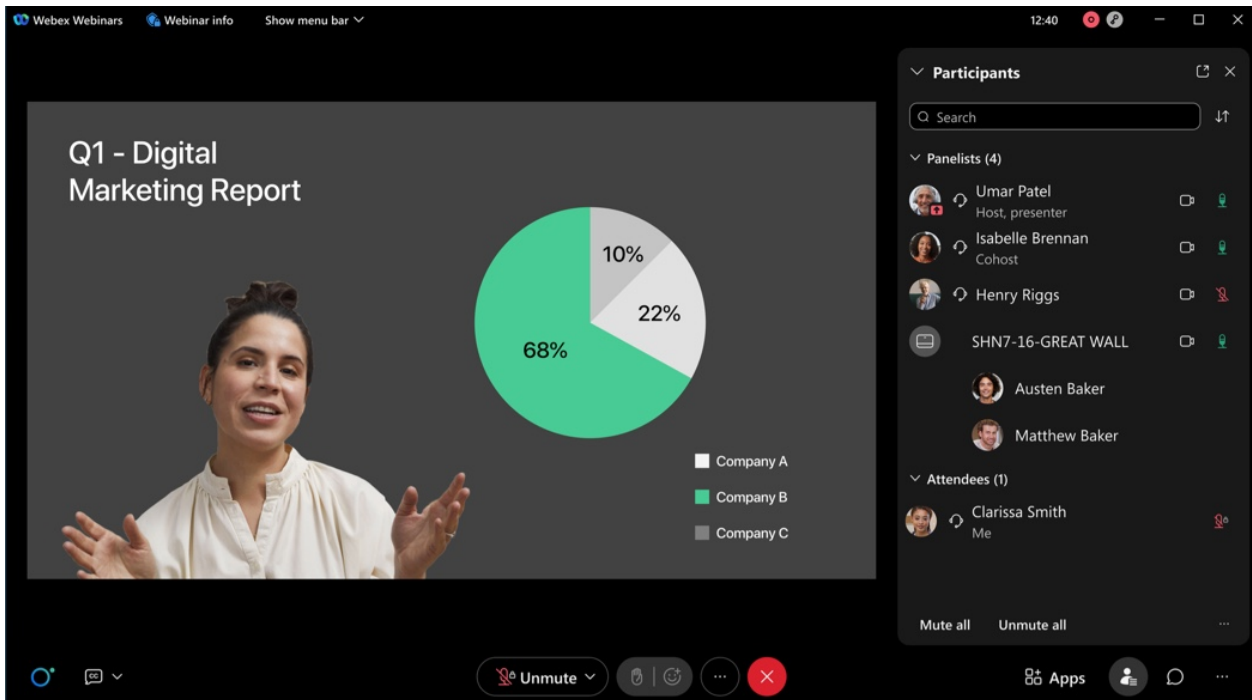 Webex Webinars
Webinar info
Show menu bar
12:40
Q1 - Digital
Marketing Report
10%
22%
68%
Company A
Company B
Company C
Participants
Search
Panelists (4)
Umar Patel
Host, presenter
Isabelle Brennan
Cohost
Henry Riggs
SHN7-16-GREAT WALL
Austen Baker
Matthew Baker
Attendees (1)
Clarissa Smith
Me
Mute all
Unmute all
...
CC
Unmute
...
Apps
...